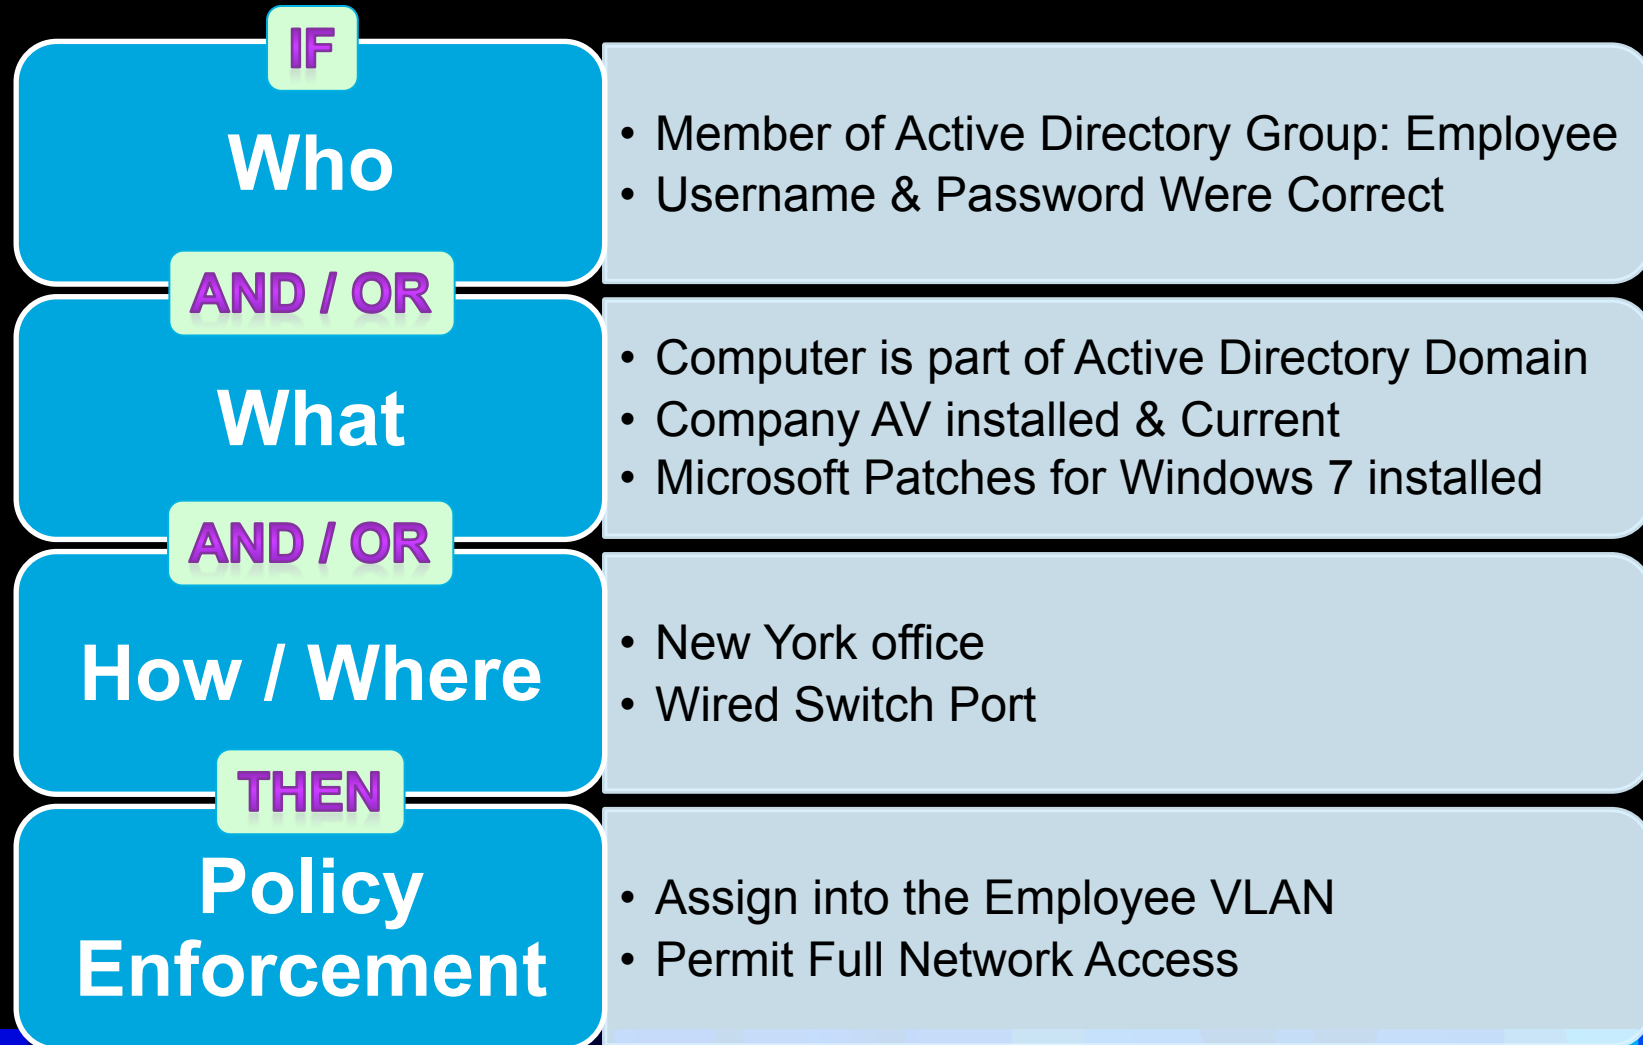 IF
Who
• Member of Active Directory Group: Employee
• Username & Password Were Correct
AND / OR
What
• Computer is part of Active Directory Domain
• Company AV installed & Current
• Microsoft Patches for Windows 7 installed
AND / OR
How / Where
• New York office
• Wired Switch Port
THEN
Policy
Enforcement
• Assign into the Employee VLAN
• Permit Full Network Access